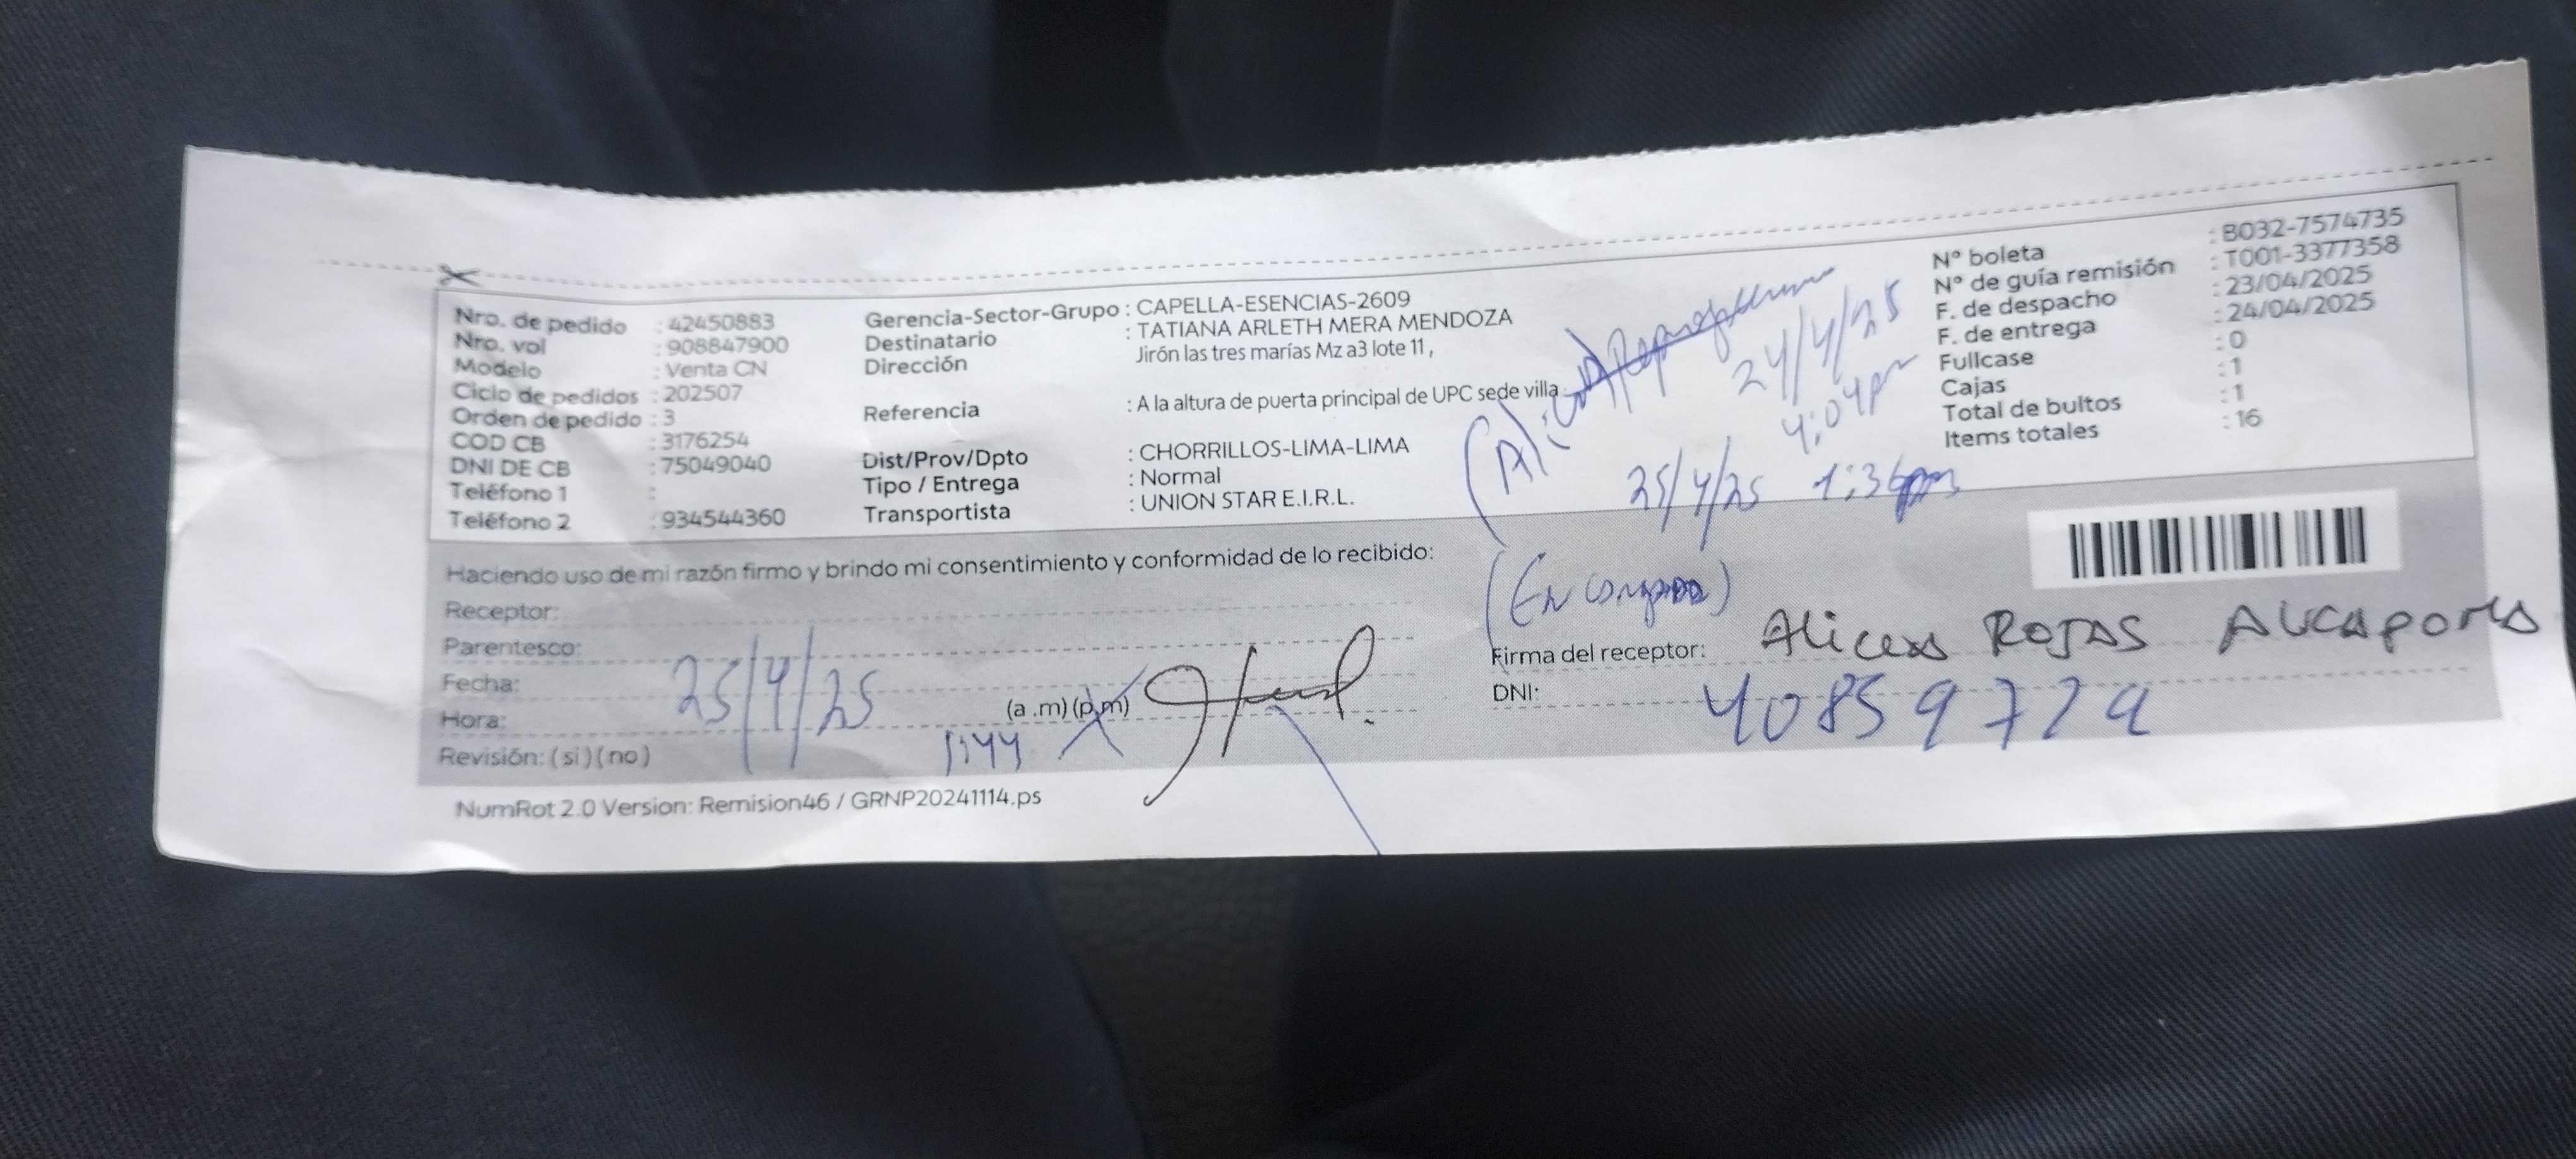 Nro. de pedido : 42450883
Nro. vol : 908847900
Modelo : Venta CN
Ciclo de pedidos : 202507
Orden de pedido : 3
COD CB : 3176254
DNI DE CB : 75049040
Teléfono 1 :
Teléfono 2 : 934544360
Gerencia-Sector-Grupo : CAPELLA-ESENCIAS-2609
Destinatario : TATIANA ARLETH MERA MENDOZA
Dirección Jirón las tres marías Mz a3 lote 11 ,
Referencia : A la altura de puerta principal de UPC sede villa
Dist/Prov/Dpto : CHORRILLOS-LIMA-LIMA
Tipo / Entrega : Normal
Transportista : UNION STAR E.I.R.L.
24/4/25
4:04pm
25/4/25 1:36pm
Nº boleta : B032-7574735
Nº de guía remisión : T001-3377358
F. de despacho : 23/04/2025
F. de entrega : 24/04/2025
Fullcase : 0
Cajas : 1
Total de bultos : 1
Items totales : 16
Haciendo uso de mi razón firmo y brindo mi consentimiento y conformidad de lo recibido:
Receptor:
Parentesco:
Fecha: 25/4/25
Hora: 1:44 (a .m) (p.m)
Revisión: ( si ) ( no )
Firma del receptor: ROJAS
DNI: 40859729
NumRot 2.0 Version: Remision46 / GRNP20241114.ps